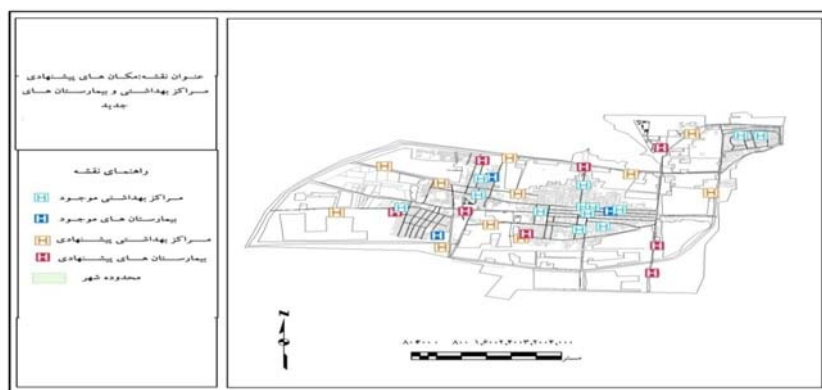 عنوان نقشه:مکان های پیشنهادی
مراکز بهداشتی و بیمارستان های
جدید
راهنمای نقشه
مراکز بهداشتی موجود
بیمارستان های موجود
مراکز بهداشتی پیشنهادی
بیمارستان های پیشنهادی
محدوده شهر